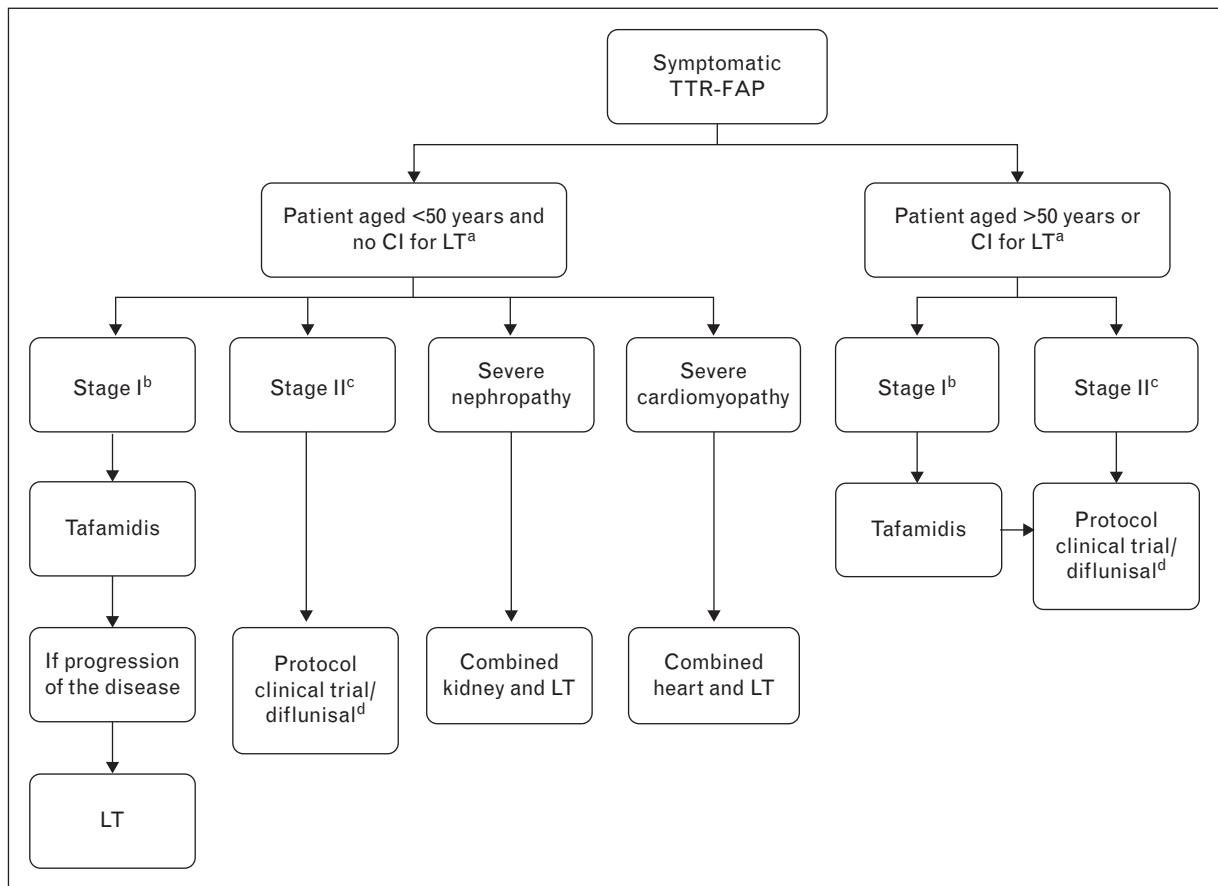 Symptomatic
TTR-FAP
Patient aged <50 years and
no CI for LTᵃ
Patient aged >50 years or
CI for LTᵃ
Stage Iᵇ
Stage IIᶜ
Severe
nephropathy
Severe
cardiomyopathy
Stage Iᵇ
Stage IIᶜ
Tafamidis
Tafamidis
Protocol
clinical trial/
diflunisalᵈ
If progression
of the disease
Protocol
clinical trial/
diflunisalᵈ
Combined
kidney and LT
Combined
heart and LT
LT